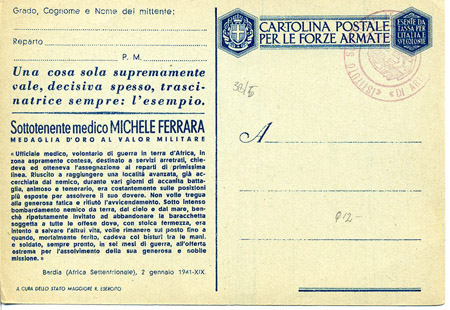 Grado, Cognome e Nome del mittente:
Reparto
P. M.
Una cosa sola supremamente
vale, decisiva spesso, trasci-
natrice sempre: l'esempio.
Sottotenente medico MICHELE FERRARA
MEDAGLIA D'ORO AL VALOR MILITARE
« Ufficiale medico, volontario di guerra in terra d'Africa, in
zona aspramente contesa, destinato a servizi arretrati, chiede-
va ed otteneva l'assegnazione ai reparti di primissima
linea. Riuscito a raggiungere una località avanzata, già ac-
cerchiata dal nemico, durante vari giorni di accanita batta-
glia, animoso e temerario, era costantemente sulle posizioni
più esposte per assolvere il suo dovere. Non volle tregua
alla generosa fatica e rifiutò l'avvicendamento. Sotto intenso
bombardamento nemico da terra, dal cielo e dal mare, ben-
chè ripetutamente invitato ad abbandonare la baracchetta
soggetta a tutte le offese dove, con stoica fermezza, era
intento a salvare l'altrui vita, volle rimanere sul posto fino a
quando, mortalmente ferito, cadeva coi bisturi tra le mani.
e soldato, sempre pronto, in sei mesi di guerra, all'offerta
estrema per l'assolvimento della sua generosa e nobile
missione. »
Bardia (Africa Settentrionale), 2 gennaio 1941-XIX.
A CURA DELLO STATO MAGGIORE R. ESERCITO
CARTOLINA POSTALE
PER LE FORZE ARMATE
ESENTE DA
TASSA PER
L'ITALIA E
SUE COLONIE
A